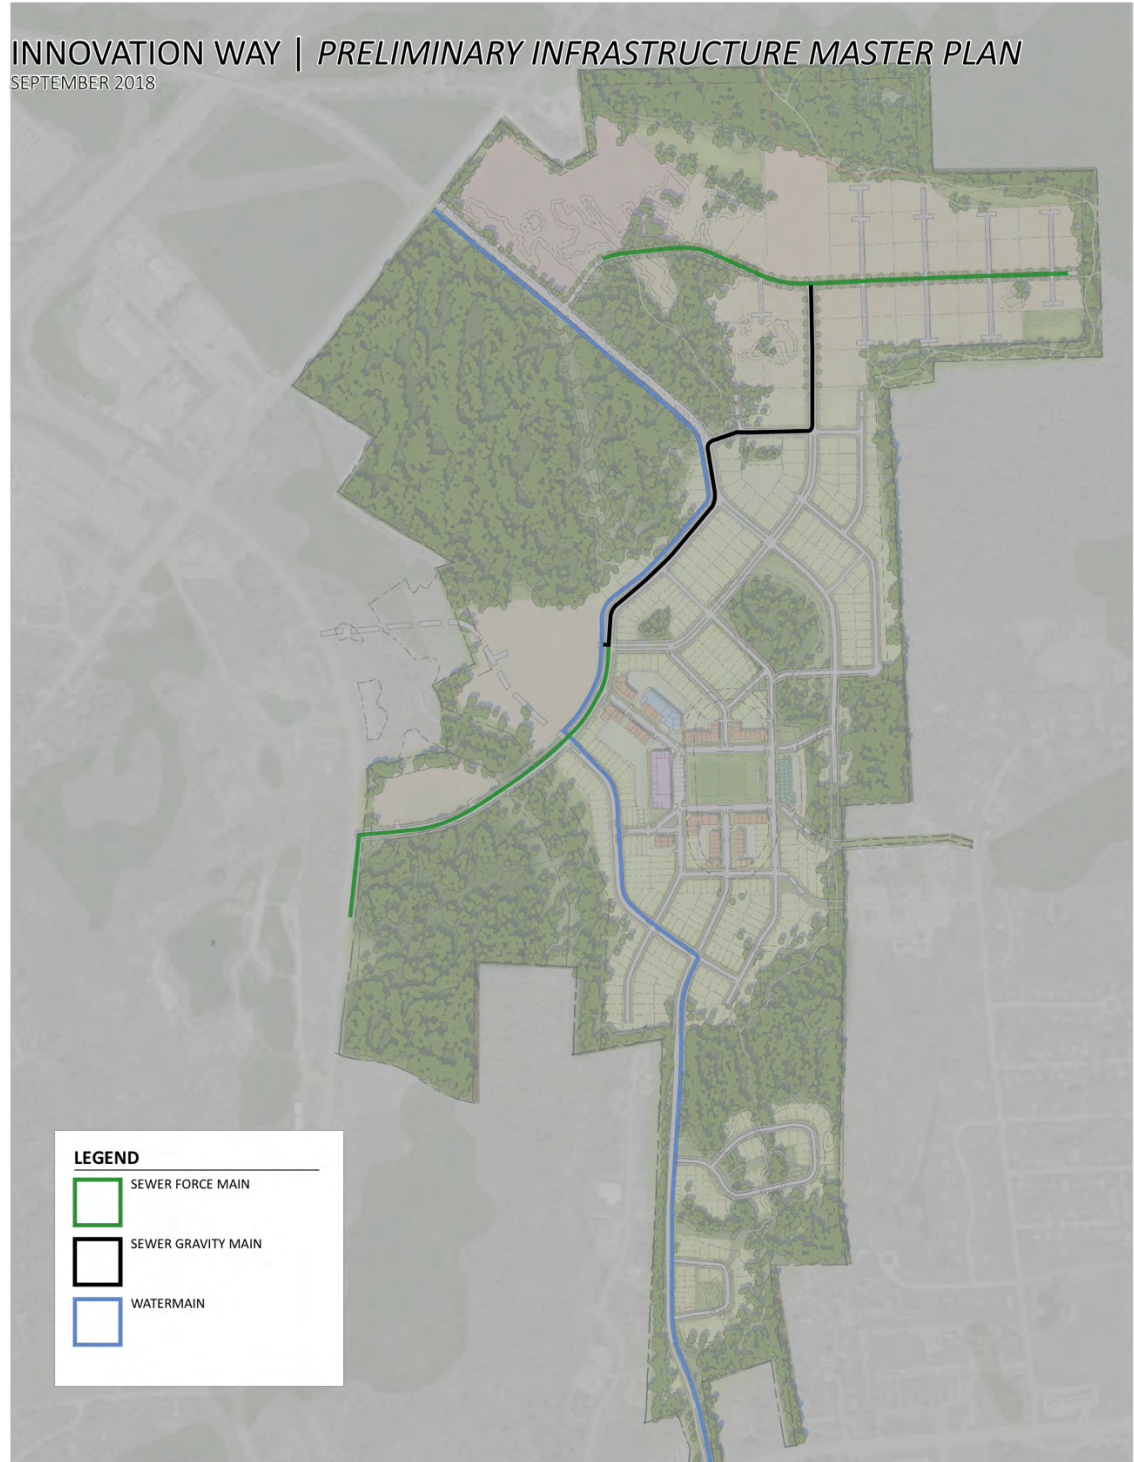 INNOVATION WAY | PRELIMINARY INFRASTRUCTURE MASTER PLAN
SEPTEMBER 2018
LEGEND
SEWER FORCE MAIN
SEWER GRAVITY MAIN
WATERMAIN